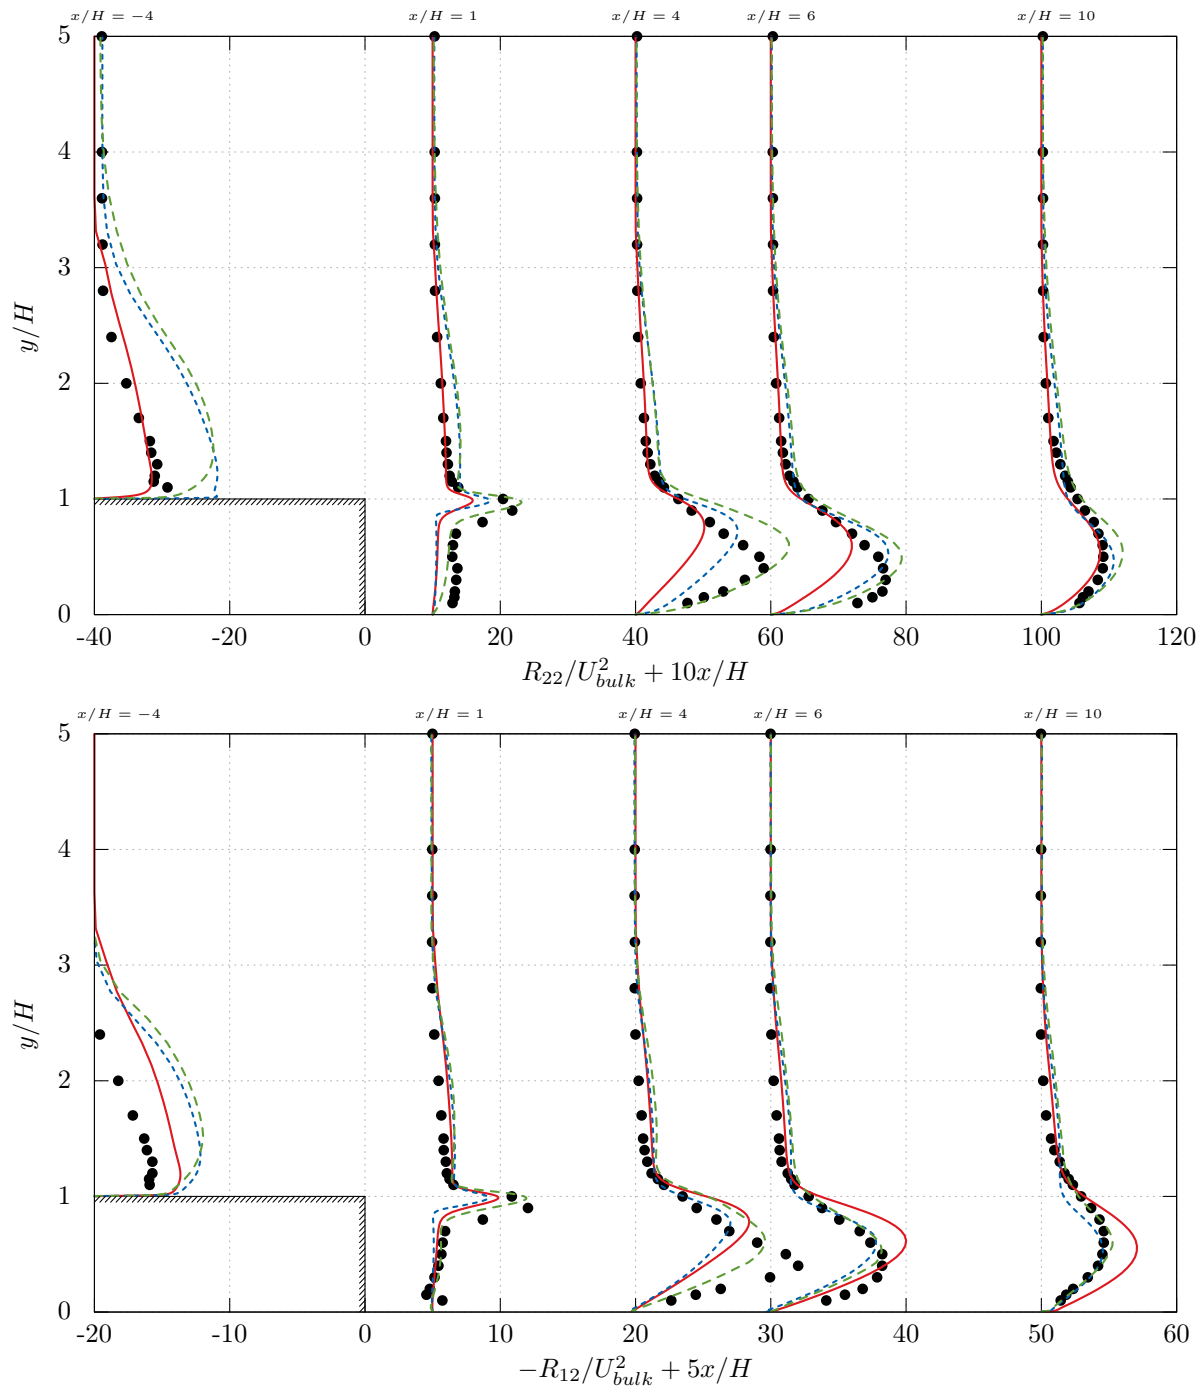 x/H = −4 x/H = 1 x/H = 4 x/H = 6 x/H = 10
5
4
3
2
1
0
y/H
-40 -20 0 20 40 60 80 100 120
R₂₂/U²bulk + 10x/H
x/H = −4 x/H = 1 x/H = 4 x/H = 6 x/H = 10
5
4
3
2
1
0
y/H
-20 -10 0 10 20 30 40 50 60
−R₁₂/U²bulk + 5x/H